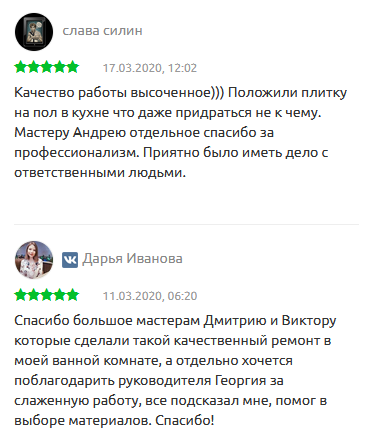 слава силин
17.03.2020, 12:02
Качество работы высоченное))) Положили плитку
на пол в кухне что даже придраться не к чему.
Мастеру Андрею отдельное спасибо за
профессионализм. Приятно было иметь дело с
ответственными людьми.
Дарья Иванова
11.03.2020, 06:20
Спасибо большое мастерам Дмитрию и Виктору
которые сделали такой качественный ремонт в
моей ванной комнате, а отдельно хочется
поблагодарить руководителя Георгия за
слаженную работу, все подсказал мне, помог в
выборе материалов. Спасибо!